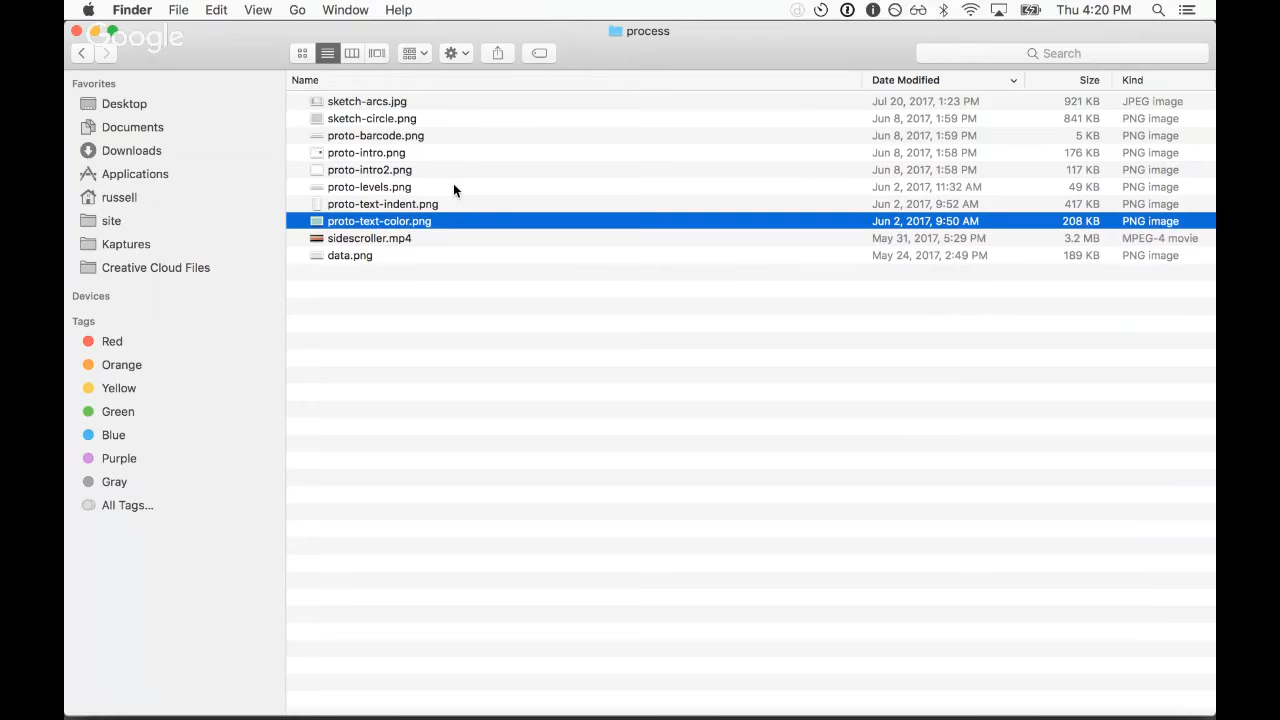 Finder File Edit View Go Window Help Thu 4:20 PM
Google
process
Search
Favorites
Desktop
Documents
Downloads
Applications
russell
site
Kaptures
Creative Cloud Files
Devices
Tags
Red
Orange
Yellow
Green
Blue
Purple
Gray
All Tags...
Name Date Modified Size Kind
sketch-arcs.jpg Jul 20, 2017, 1:23 PM 921 KB JPEG image
sketch-circle.png Jun 8, 2017, 1:59 PM 841 KB PNG image
proto-barcode.png Jun 8, 2017, 1:59 PM 5 KB PNG image
proto-intro.png Jun 8, 2017, 1:58 PM 176 KB PNG image
proto-intro2.png Jun 8, 2017, 1:58 PM 117 KB PNG image
proto-levels.png Jun 2, 2017, 11:32 AM 49 KB PNG image
proto-text-indent.png Jun 2, 2017, 9:52 AM 417 KB PNG image
proto-text-color.png Jun 2, 2017, 9:50 AM 208 KB PNG image
sidescroller.mp4 May 31, 2017, 5:29 PM 3.2 MB MPEG-4 movie
data.png May 24, 2017, 2:49 PM 189 KB PNG image